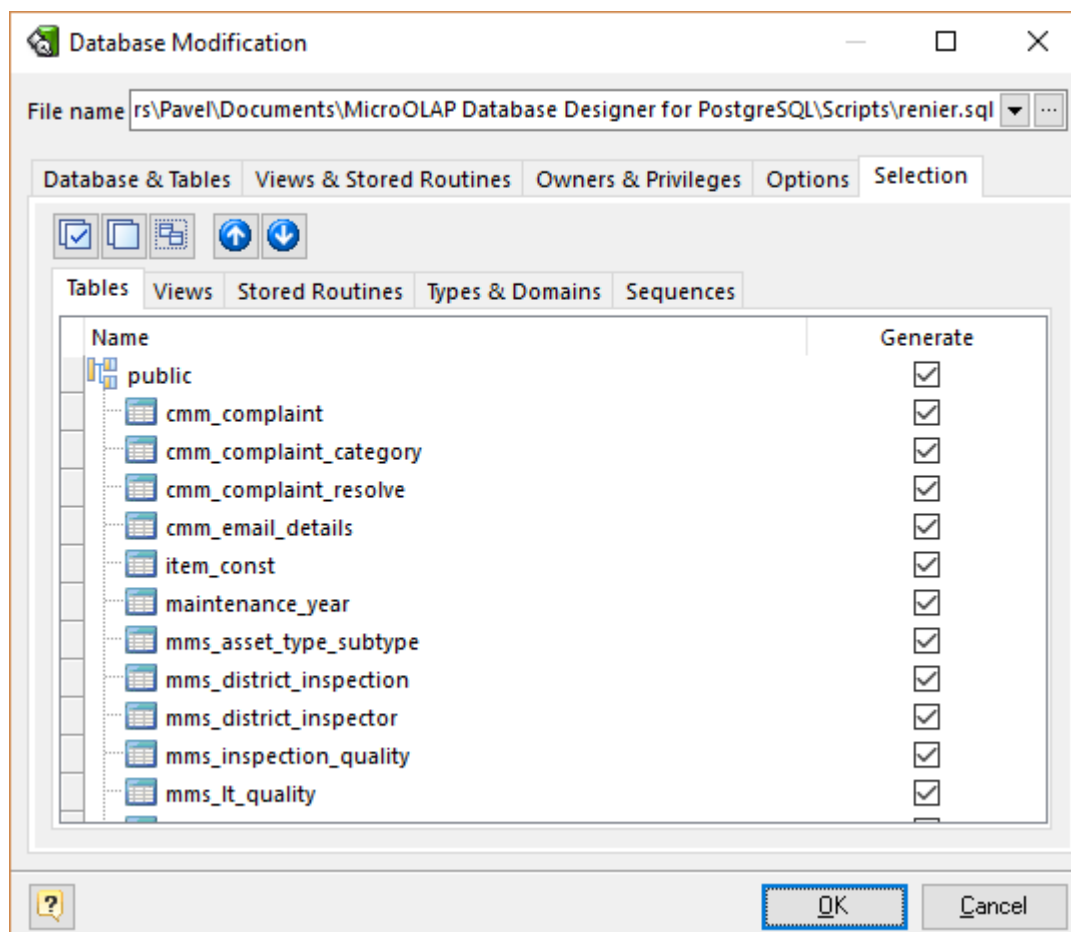 Database Modification
File name rs\Pavel\Documents\MicroOLAP Database Designer for PostgreSQL\Scripts\renier.sql ...
Database & Tables Views & Stored Routines Owners & Privileges Options Selection
Tables Views Stored Routines Types & Domains Sequences
Name Generate
public
cmm_complaint
cmm_complaint_category
cmm_complaint_resolve
cmm_email_details
item_const
maintenance_year
mms_asset_type_subtype
mms_district_inspection
mms_district_inspector
mms_inspection_quality
mms_lt_quality
? OK Cancel